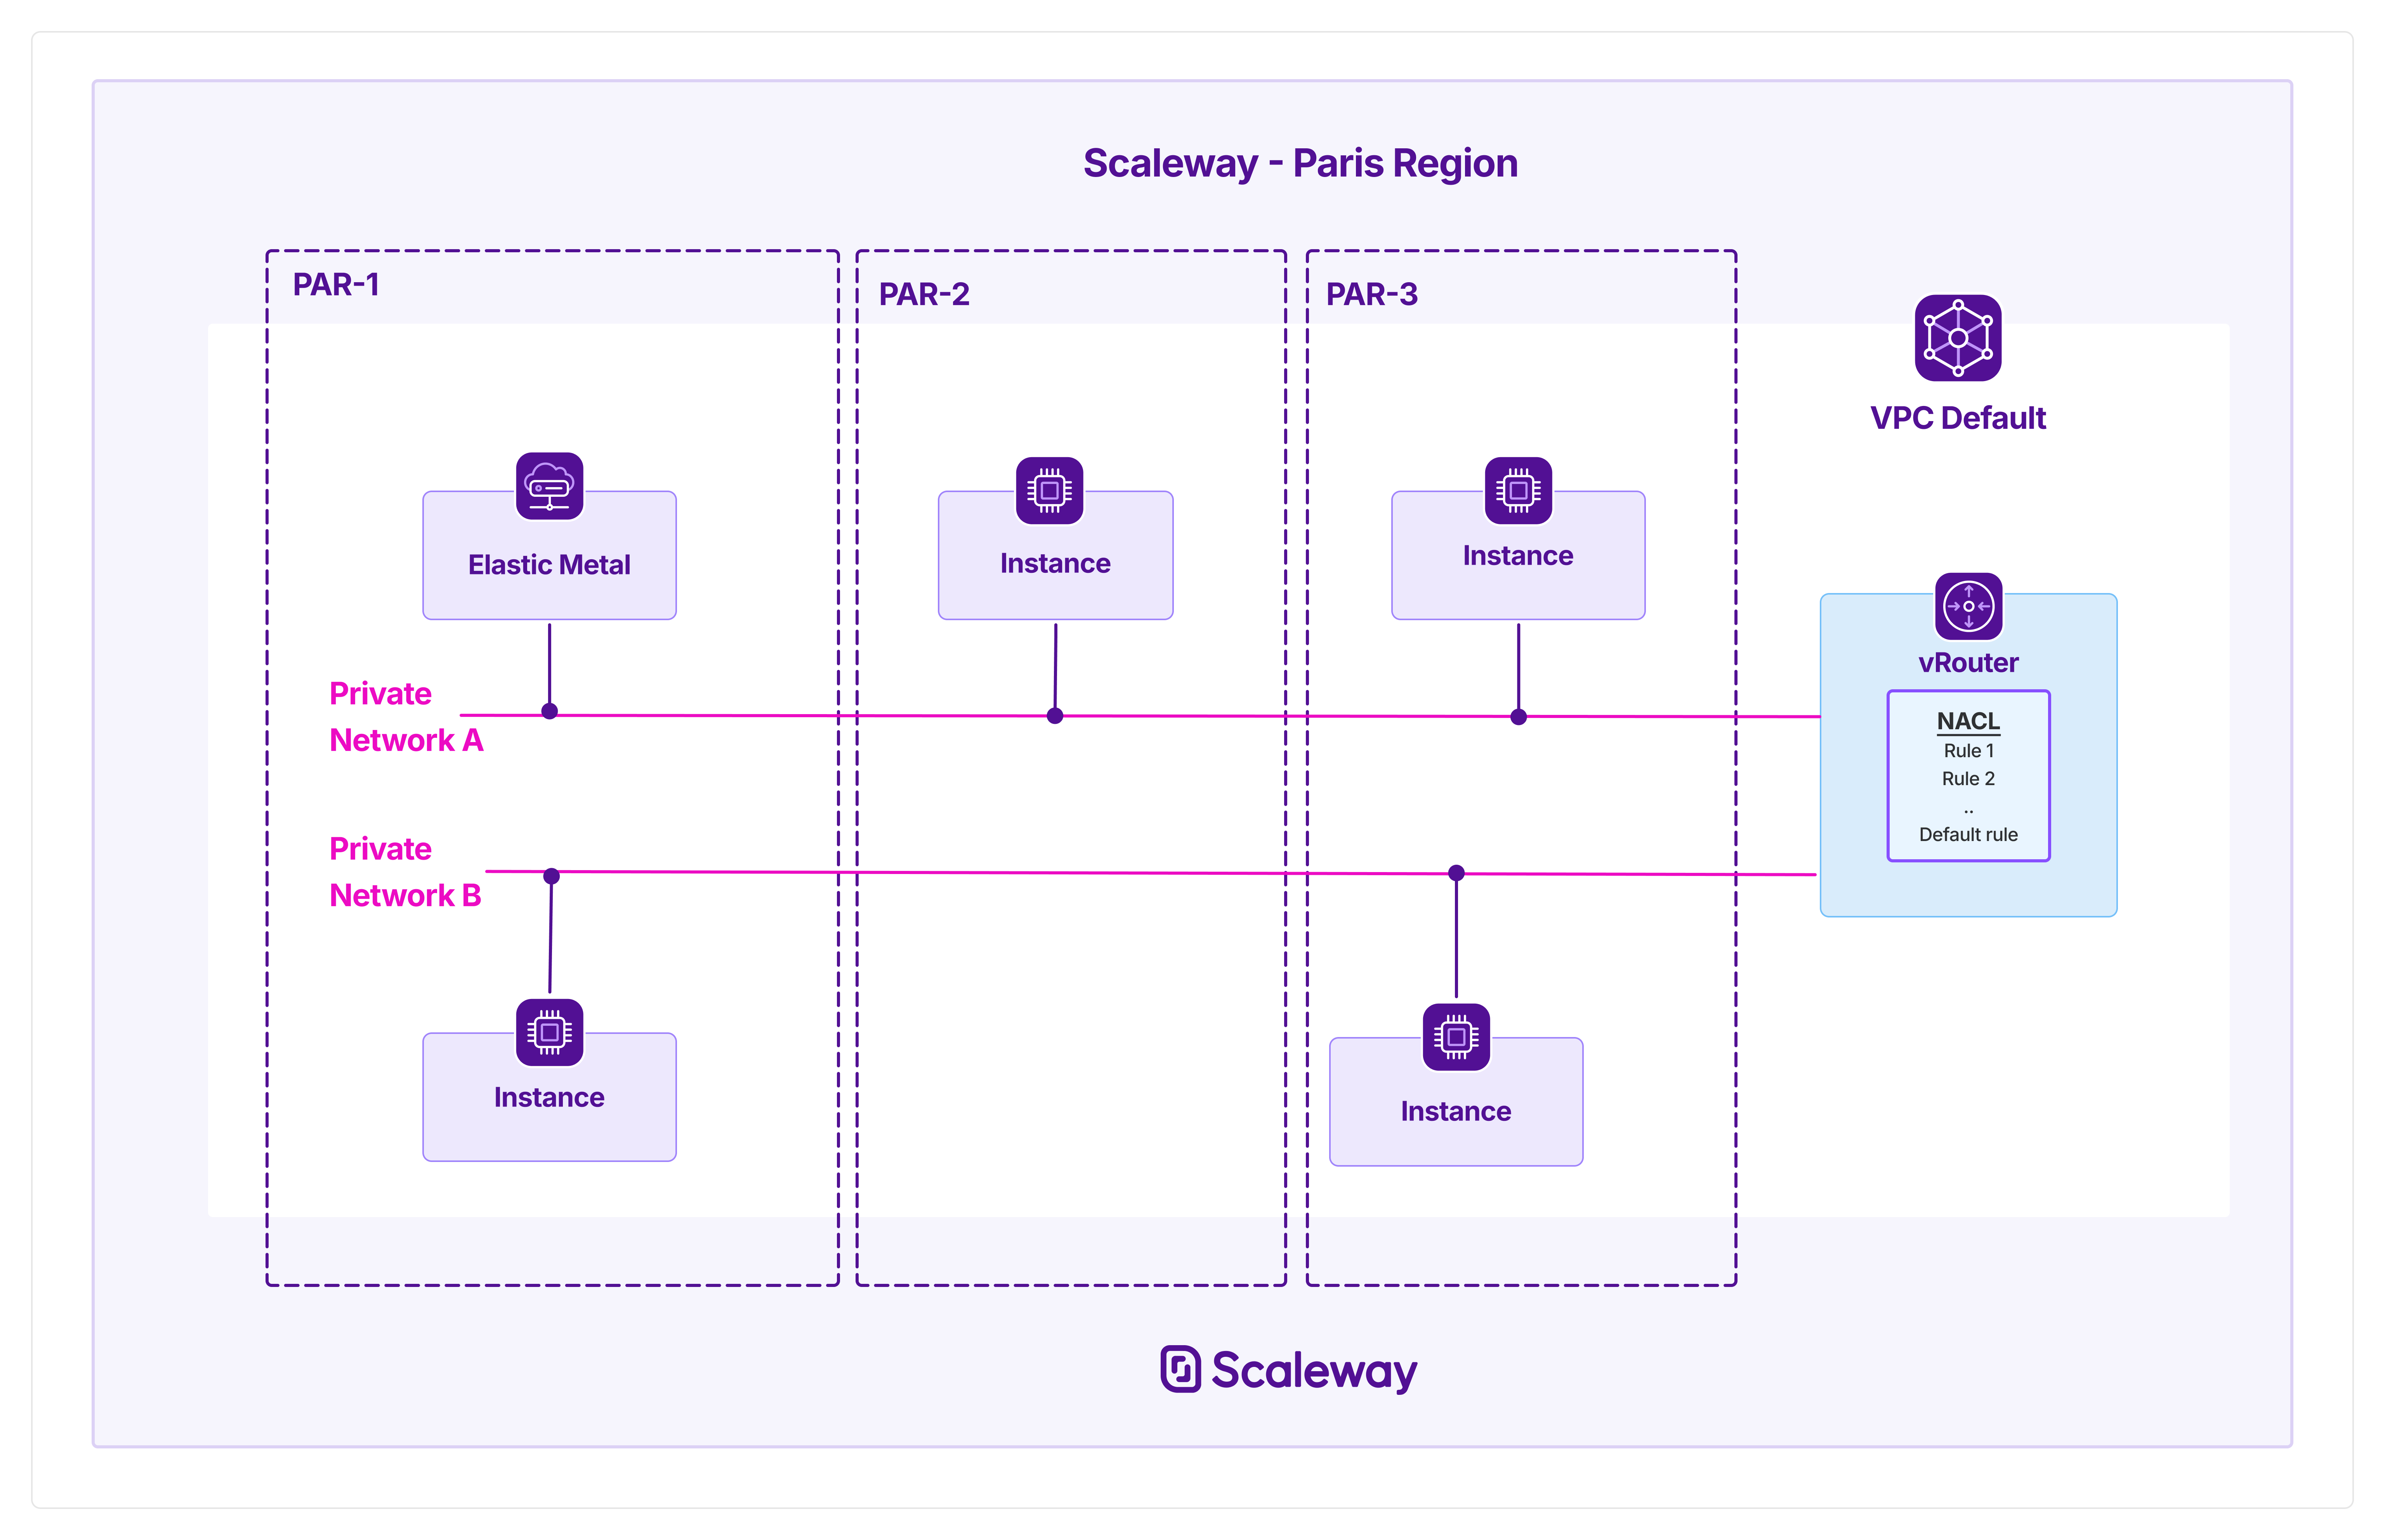 Scaleway - Paris Region
PAR-1
PAR-2
PAR-3
VPC Default
Elastic Metal
Instance
Instance
vRouter
NACL
Rule 1
Rule 2
..
Default rule
Private
Network A
Private
Network B
Instance
Instance
Scaleway